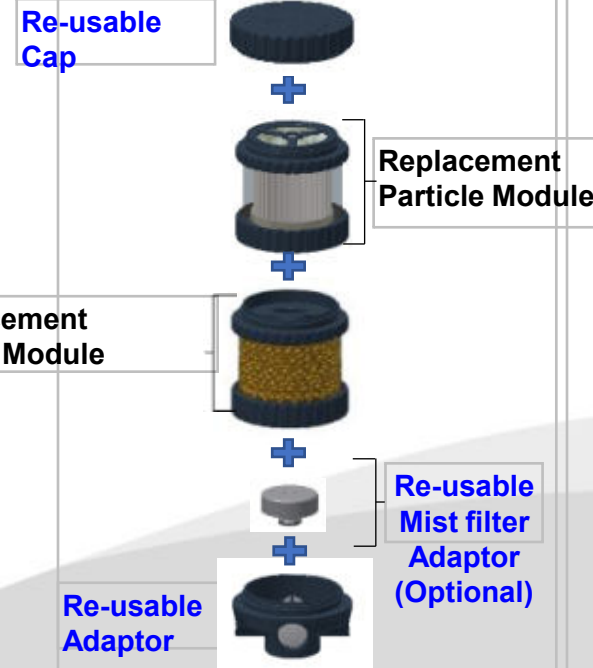 Re-usable
Cap
Replacement
Particle Module
ement
Module
Re-usable
Mist filter
Adaptor
(Optional)
Re-usable
Adaptor